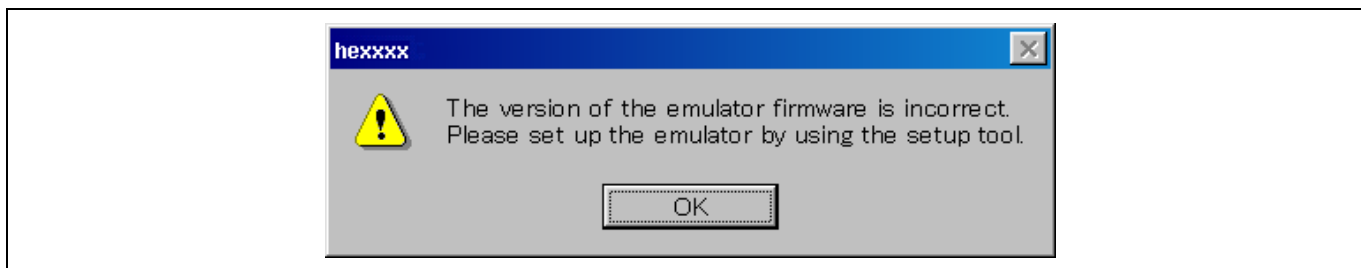 hexxxx
The version of the emulator firmware is incorrect.
Please set up the emulator by using the setup tool.
OK